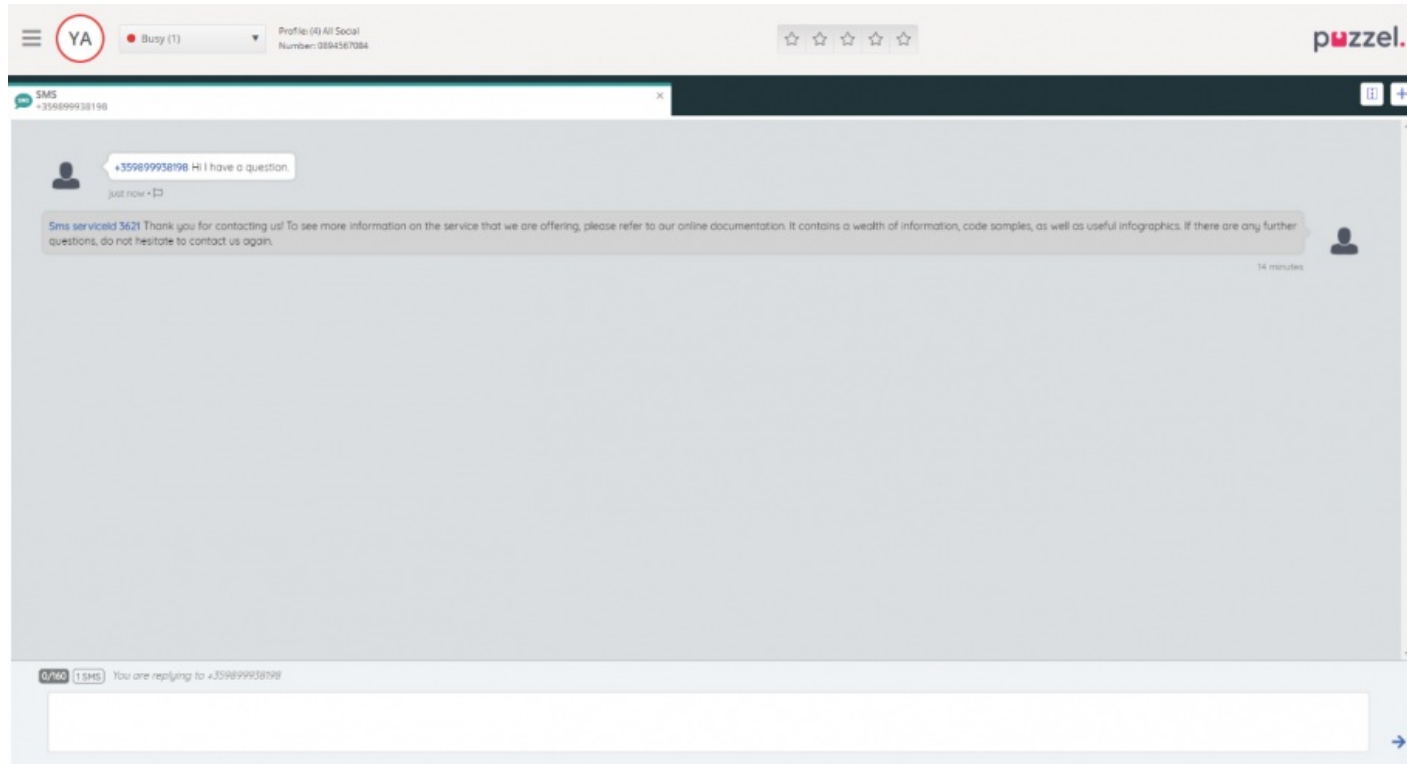 YA
Busy (1)
Profile: (4) All Social
Number: 0894567084
puzzel.
SMS
+359899938198
+359899938198 Hi I have a question.
just now •
Sms serviceId 3621 Thank you for contacting us! To see more information on the service that we are offering, please refer to our online documentation. It contains a wealth of information, code samples, as well as useful infographics. If there are any further
questions, do not hesitate to contact us again.
14 minutes
0/160 1 SMS You are replying to +359899938198